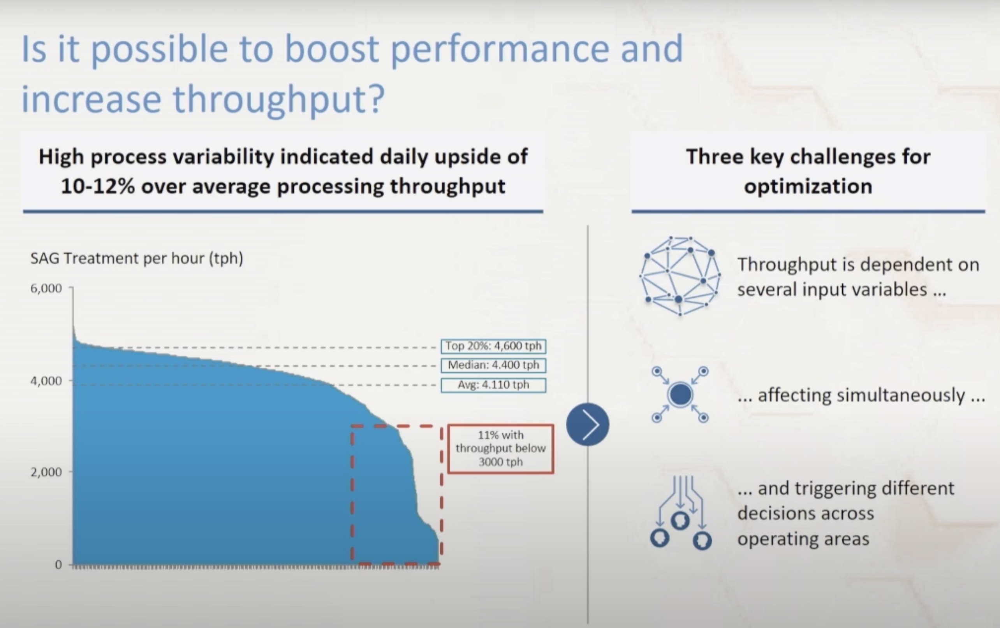 Is it possible to boost performance and
increase throughput?
High process variability indicated daily upside of
10-12% over average processing throughput
SAG Treatment per hour (tph)
6,000
4,000
2,000
0
Top 20%: 4,600 tph
Median: 4.400 tph
Avg: 4.110 tph
11% with
throughput below
3000 tph
Three key challenges for
optimization
Throughput is dependent on
several input variables ...
... affecting simultaneously ...
... and triggering different
decisions across
operating areas